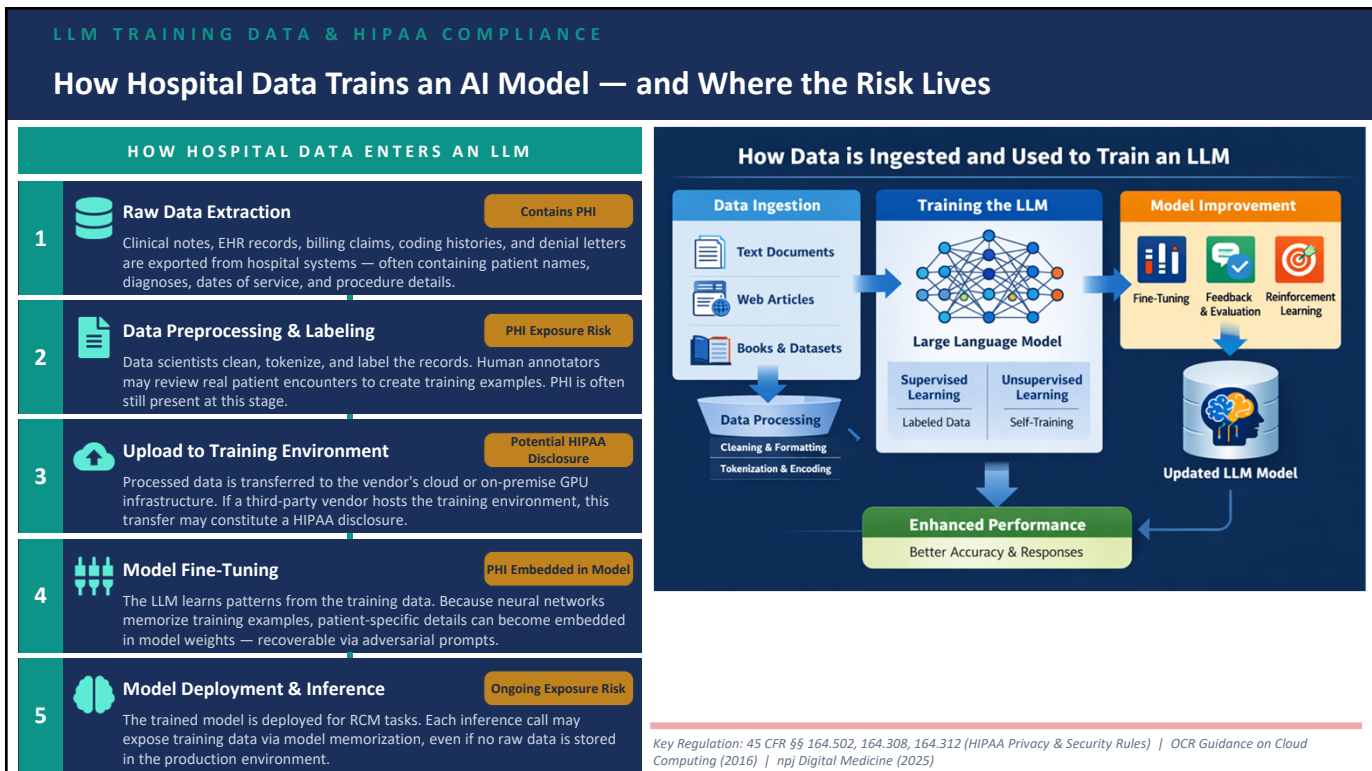 LLM TRAINING DATA & HIPAA COMPLIANCE
How Hospital Data Trains an AI Model — and Where the Risk Lives
HOW HOSPITAL DATA ENTERS AN LLM
1
Raw Data Extraction
Contains PHI
Clinical notes, EHR records, billing claims, coding histories, and denial letters
are exported from hospital systems — often containing patient names,
diagnoses, dates of service, and procedure details.
2
Data Preprocessing & Labeling
PHI Exposure Risk
Data scientists clean, tokenize, and label the records. Human annotators
may review real patient encounters to create training examples. PHI is often
still present at this stage.
3
Upload to Training Environment
Potential HIPAA
Disclosure
Processed data is transferred to the vendor's cloud or on-premise GPU
infrastructure. If a third-party vendor hosts the training environment, this
transfer may constitute a HIPAA disclosure.
4
Model Fine-Tuning
PHI Embedded in Model
The LLM learns patterns from the training data. Because neural networks
memorize training examples, patient-specific details can become embedded
in model weights — recoverable via adversarial prompts.
5
Model Deployment & Inference
Ongoing Exposure Risk
The trained model is deployed for RCM tasks. Each inference call may
expose training data via model memorization, even if no raw data is stored
in the production environment.
How Data is Ingested and Used to Train an LLM
Data Ingestion
Text Documents
Web Articles
Books & Datasets
Data Processing
Cleaning & Formatting
Tokenization & Encoding
Training the LLM
Large Language Model
Supervised
Learning
Labeled Data
Unsupervised
Learning
Self-Training
Model Improvement
Fine-Tuning
Feedback
& Evaluation
Reinforcement
Learning
Updated LLM Model
Enhanced Performance
Better Accuracy & Responses
Key Regulation: 45 CFR §§ 164.502, 164.308, 164.312 (HIPAA Privacy & Security Rules) | OCR Guidance on Cloud
Computing (2016) | npj Digital Medicine (2025)